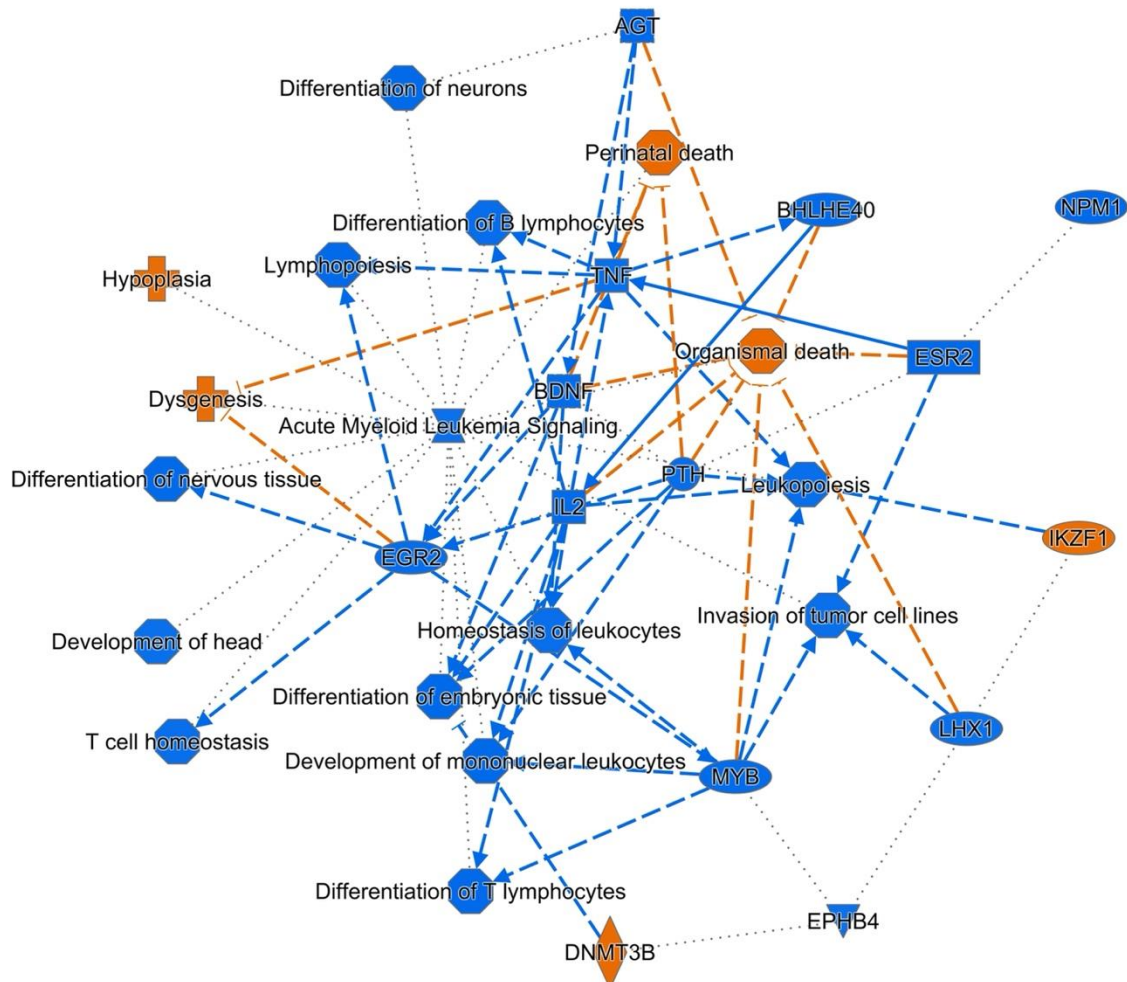 AGT
Differentiation of neurons
Perinatal death
BHLHE40
NPM1
Differentiation of B lymphocytes
Lymphopoiesis
TNF
Hypoplasia
Organismal death
ESR2
BDNF
Dysgenesis
Acute Myeloid Leukemia Signaling
Differentiation of nervous tissue
PTH
Leukopoiesis
IL2
IKZF1
EGR2
Invasion of tumor cell lines
Homeostasis of leukocytes
Development of head
Differentiation of embryonic tissue
LHX1
T cell homeostasis
Development of mononuclear leukocytes
MYB
Differentiation of T lymphocytes
EPHB4
DNMT3B